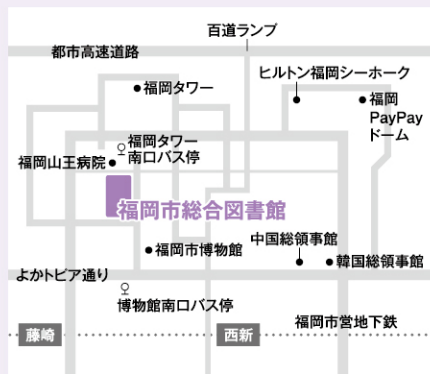 百道ランプ
都市高速道路
福岡タワー
ヒルトン福岡シーホーク
福岡
PayPay
ドーム
福岡タワー
南口バス停
福岡山王病院
福岡市総合図書館
福岡市博物館
中国総領事館
韓国総領事館
よかトピア通り
博物館南口バス停
福岡市営地下鉄
藤崎
西新